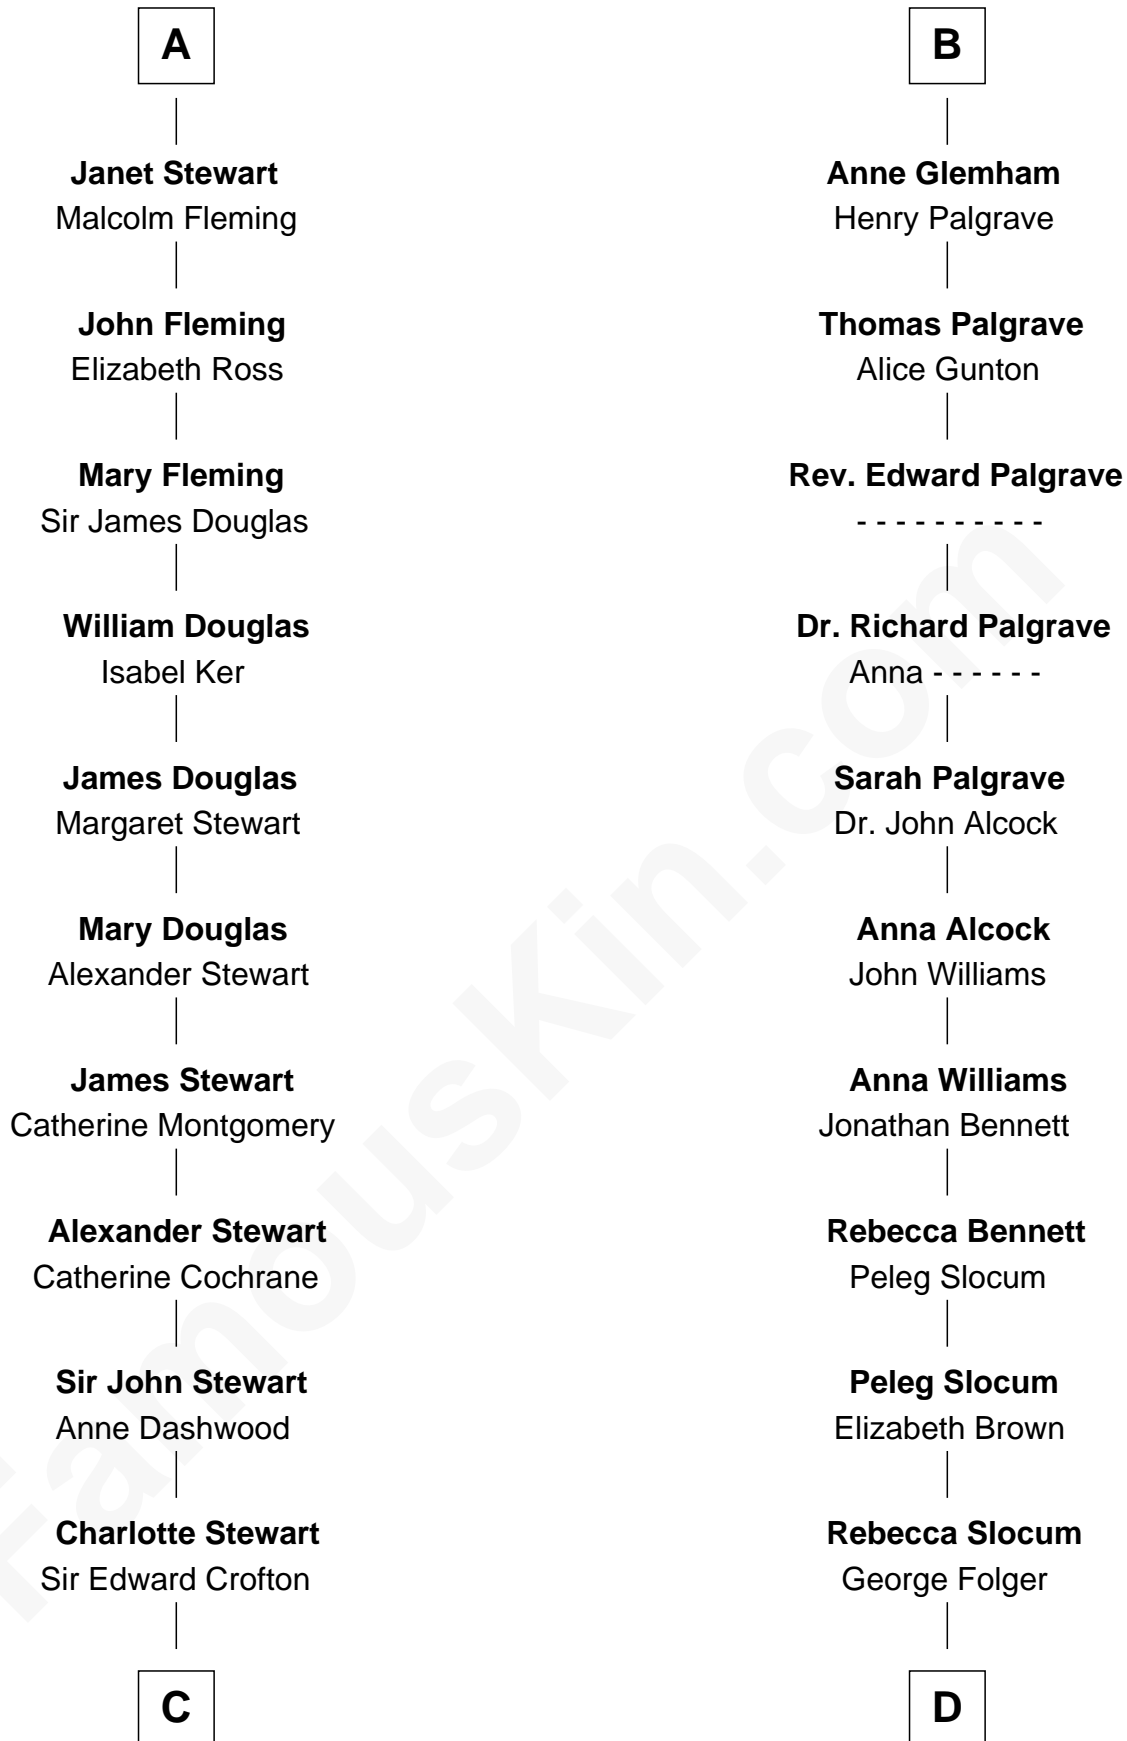 A
Janet Stewart
Malcolm Fleming
John Fleming
Elizabeth Ross
Mary Fleming
Sir James Douglas
William Douglas
Isabel Ker
James Douglas
Margaret Stewart
Mary Douglas
Alexander Stewart
James Stewart
Catherine Montgomery
Alexander Stewart
Catherine Cochrane
Sir John Stewart
Anne Dashwood
Charlotte Stewart
Sir Edward Crofton
C
B
Anne Glemham
Henry Palgrave
Thomas Palgrave
Alice Gunton
Rev. Edward Palgrave
- - - - - - - - - -
Dr. Richard Palgrave
Anna - - - - - -
Sarah Palgrave
Dr. John Alcock
Anna Alcock
John Williams
Anna Williams
Jonathan Bennett
Rebecca Bennett
Peleg Slocum
Peleg Slocum
Elizabeth Brown
Rebecca Slocum
George Folger
D
FamousKin.com